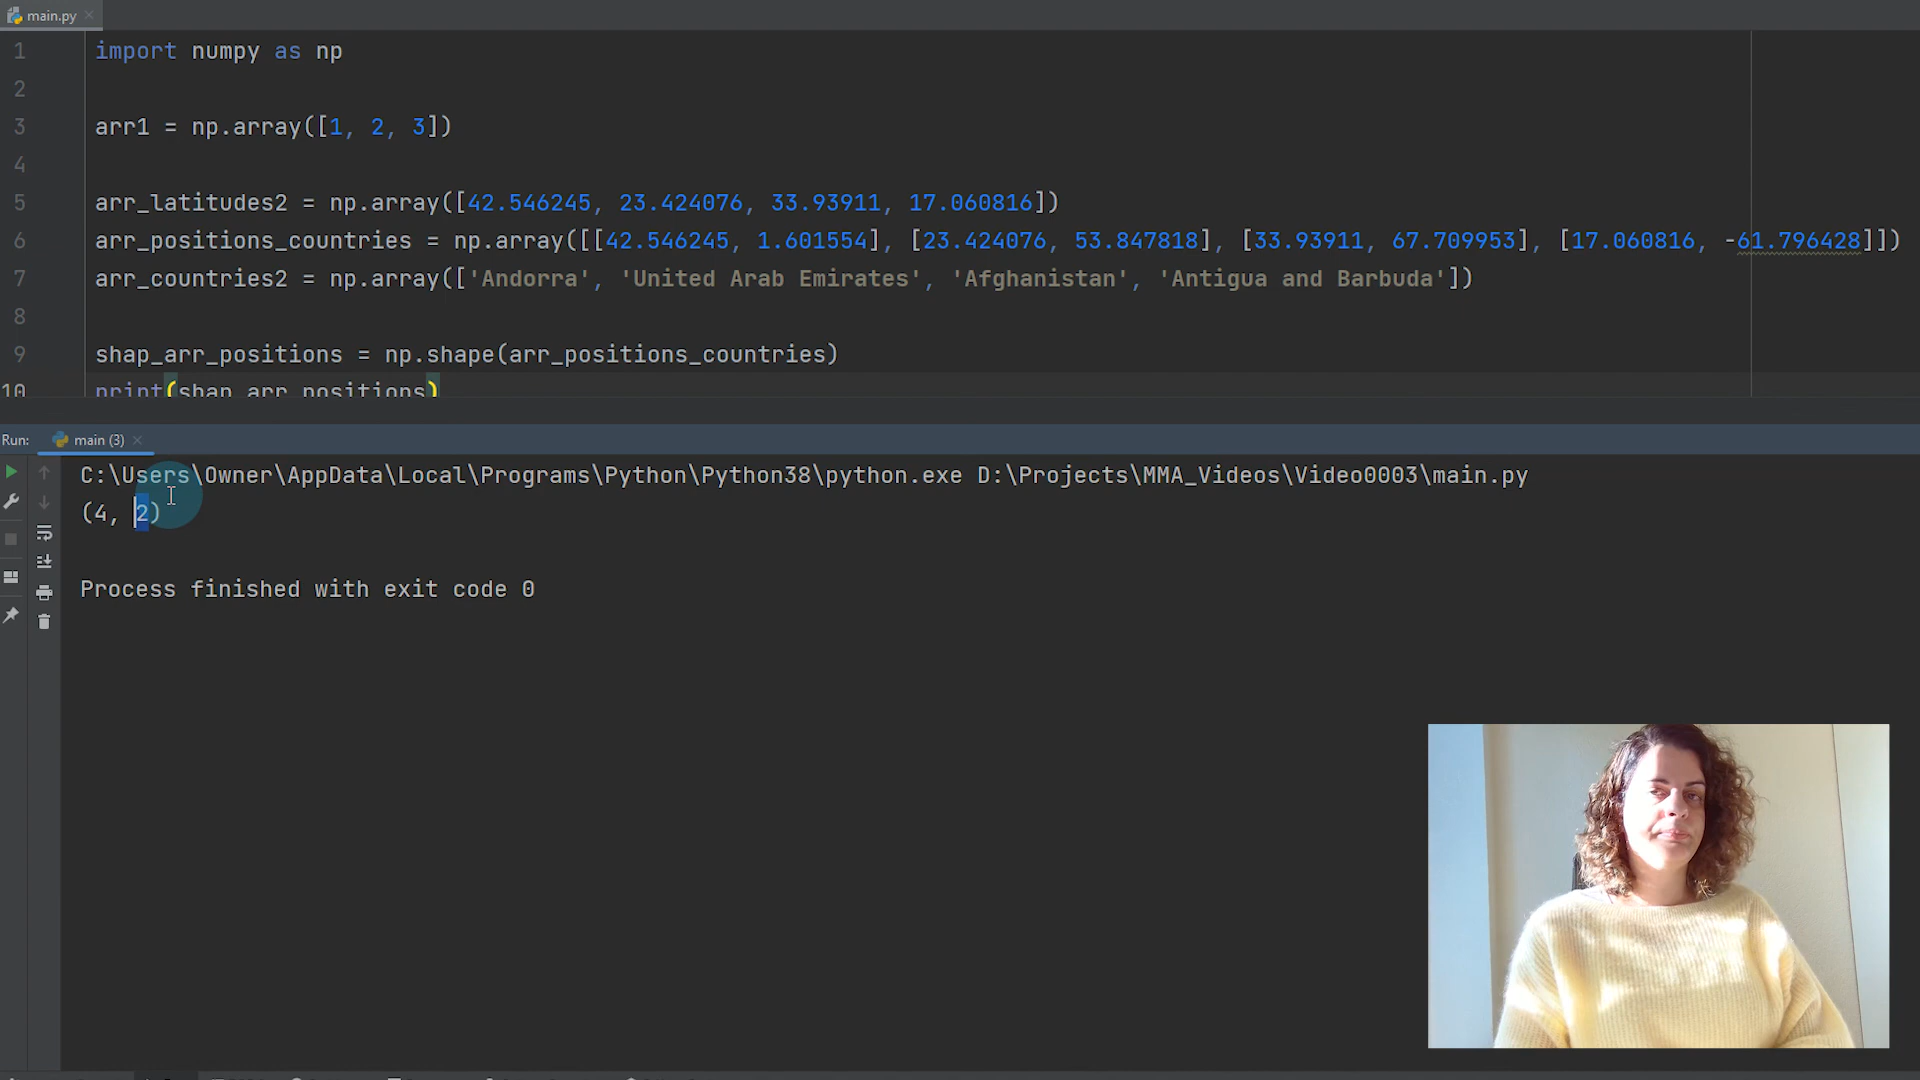 main.py
1 import numpy as np
2
3 arr1 = np.array([1, 2, 3])
4
5 arr_latitudes2 = np.array([42.546245, 23.424076, 33.93911, 17.060816])
6 arr_positions_countries = np.array([[42.546245, 1.601554], [23.424076, 53.847818], [33.93911, 67.709953], [17.060816, -61.796428]])
7 arr_countries2 = np.array(['Andorra', 'United Arab Emirates', 'Afghanistan', 'Antigua and Barbuda'])
8
9 shap_arr_positions = np.shape(arr_positions_countries)
10 print(shap_arr_positions)
Run: main (3)
C:\Users\Owner\AppData\Local\Programs\Python\Python38\python.exe D:\Projects\MMA_Videos\Video0003\main.py
(4, 2)
Process finished with exit code 0